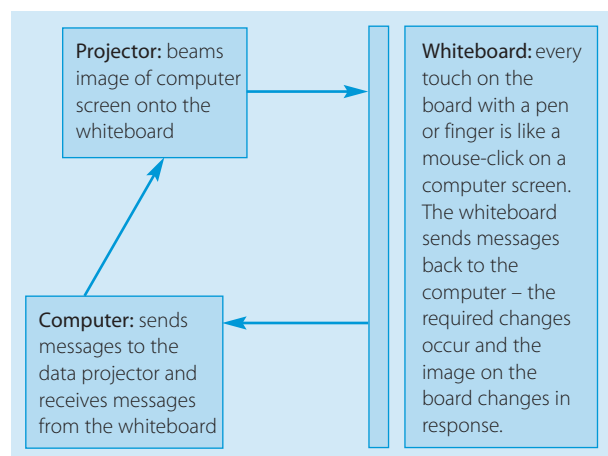 Projector: beams
image of computer
screen onto the
whiteboard
Whiteboard: every
touch on the
board with a pen
or finger is like a
mouse-click on a
computer screen.
The whiteboard
sends messages
back to the
computer – the
required changes
occur and the
image on the
board changes in
response.
Computer: sends
messages to the
data projector and
receives messages
from the whiteboard